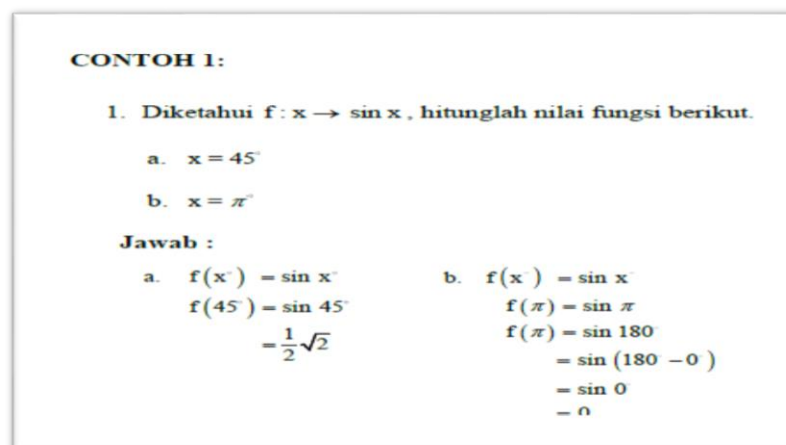 CONTOH 1:
1. Diketahui f : x → sin x , hitunglah nilai fungsi berikut.
a. x = 45°
b. x = π°
Jawab :
a. f(x°) = sin x°
f(45°) = sin 45°
= 1/2 √2
b. f(x°) = sin x°
f(π) = sin π
f(π) = sin 180°
= sin (180° – 0°)
= sin 0°
= 0